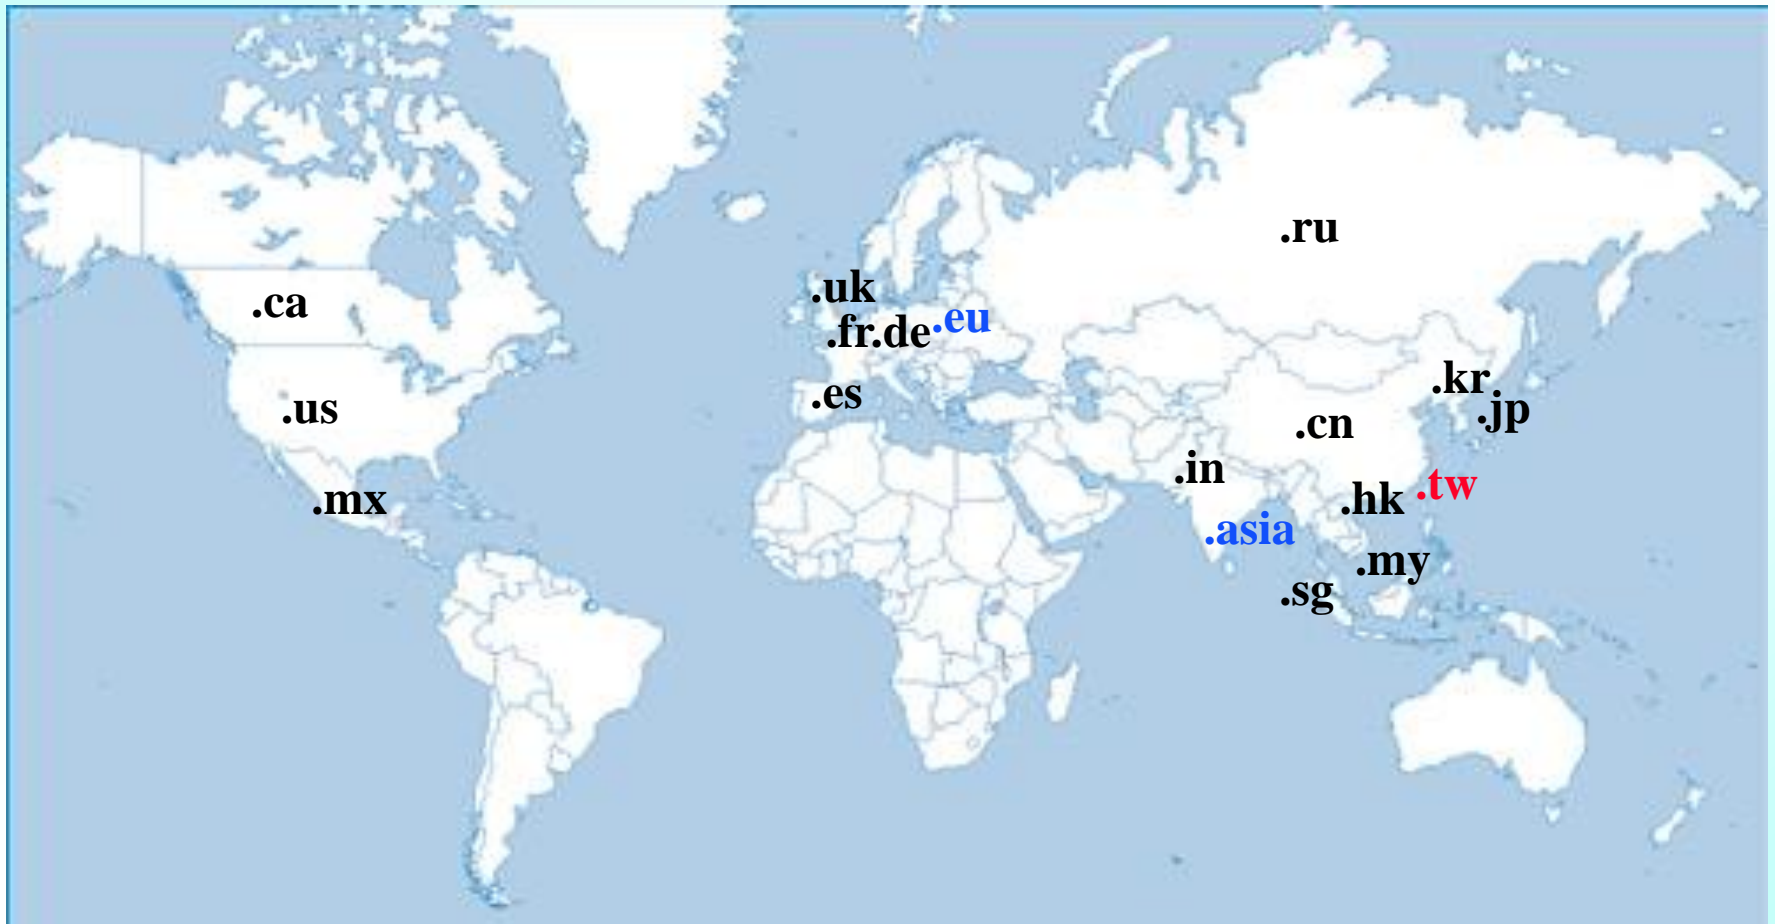 .ru
.uk
.ca
.eu
.fr
.de
.kr
.es
.jp
.us
.cn
.in
.tw
.hk
.mx
.asia
.my
.sg